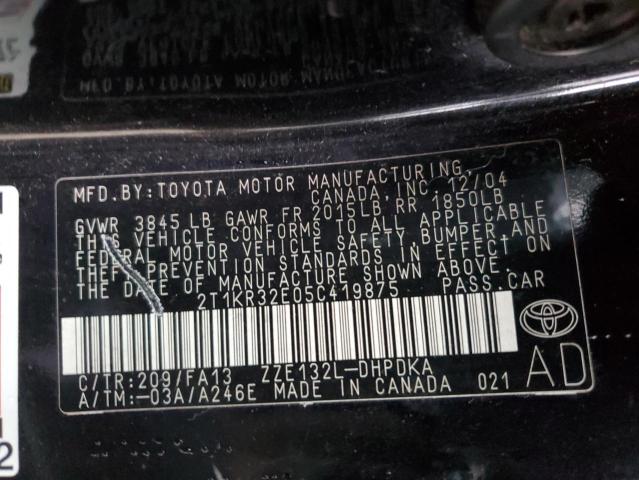 MFD. BY: TOYOTA MOTOR MANUFACTURING,
CANADA, INC 12/04
GVWR 3845 LB GAWR FR 2015LB RR 1850LB
THIS VEHICLE CONFORMS TO ALL APPLICABLE
FEDERAL MOTOR VEHICLE SAFETY, BUMPER, AND
THEFT PREVENTION STANDARDS IN EFFECT ON
THE DATE OF MANUFACTURE SHOWN ABOVE.
2T1KR32E05C419875 PASS.CAR
C/TR:209/FA13 ZZE132L-DHPDKA
A/TM:-03A/A246E MADE IN CANADA 021
AD
2